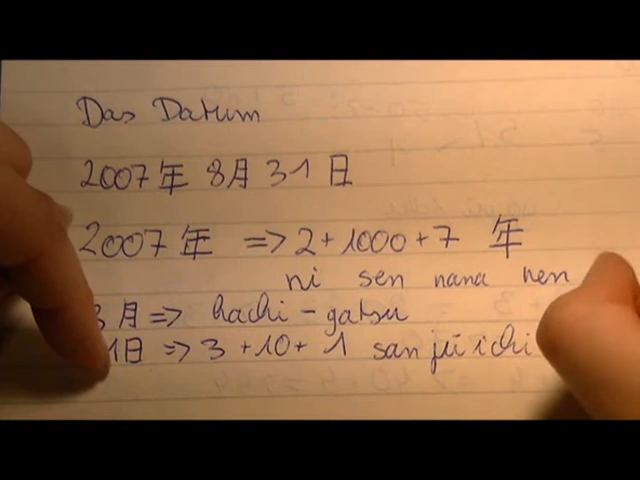 Das Datum
2007年 8月 31日
2007年 => 2+1000+7 年
ni sen nana nen
月 => hachi-gatsu
1日 => 3+10+1 san jū ichi